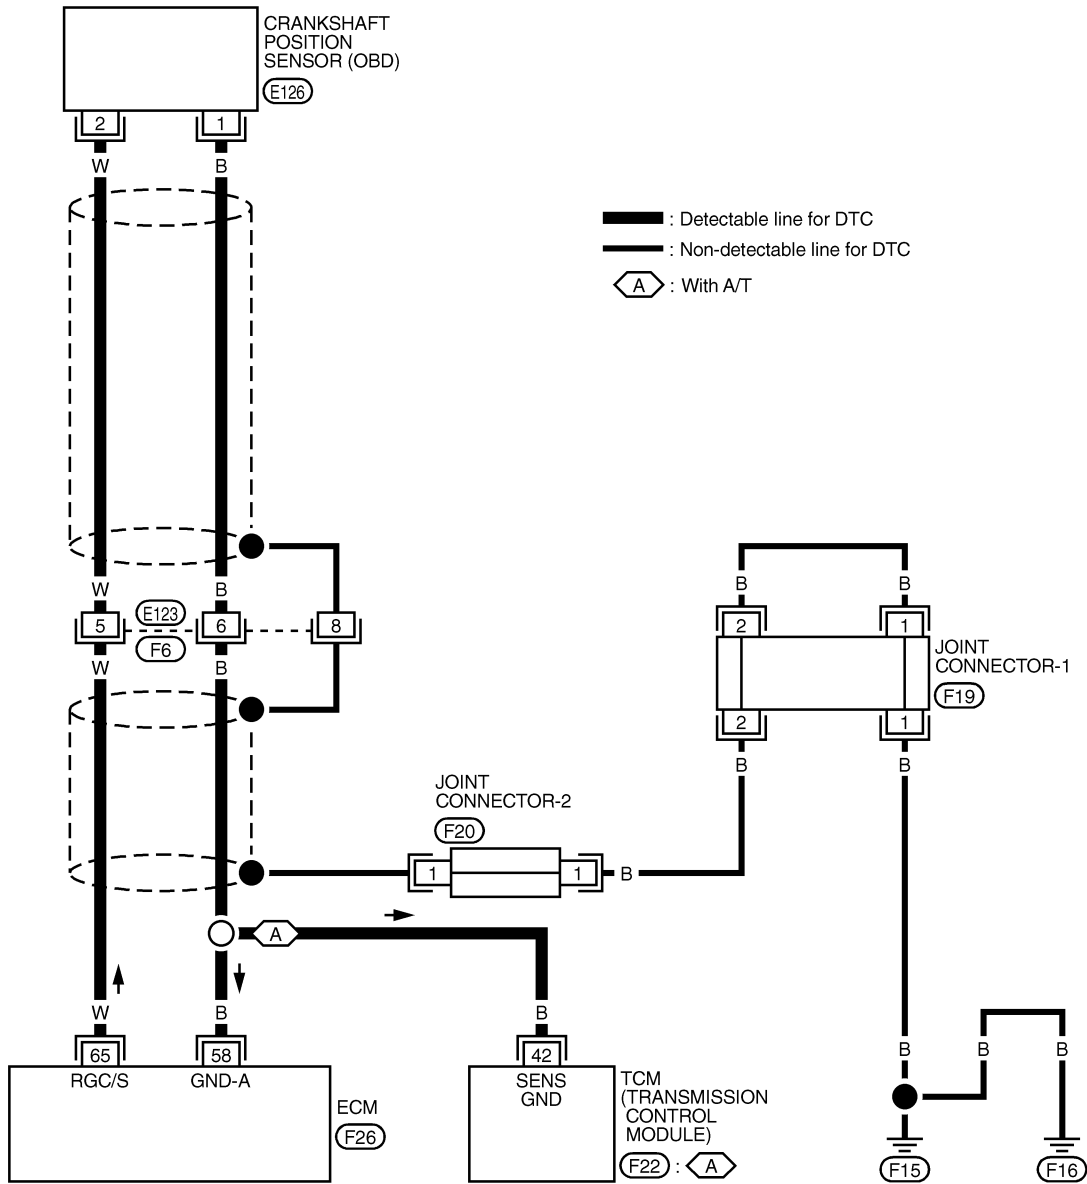 CRANKSHAFT
POSITION
SENSOR (OBD)
E126
2 1
W B
: Detectable line for DTC
: Non-detectable line for DTC
A : With A/T
W B
E123
5 6 8
F6
W B
B B
2 1
JOINT
CONNECTOR-1
F19
2 1
B B
JOINT
CONNECTOR-2
F20
1 1 B
A
W B B
65 58 42
RGC/S GND-A
ECM
F26
SENS
GND
TCM
(TRANSMISSION
CONTROL
MODULE)
F22 : A
B B B
F15 F16